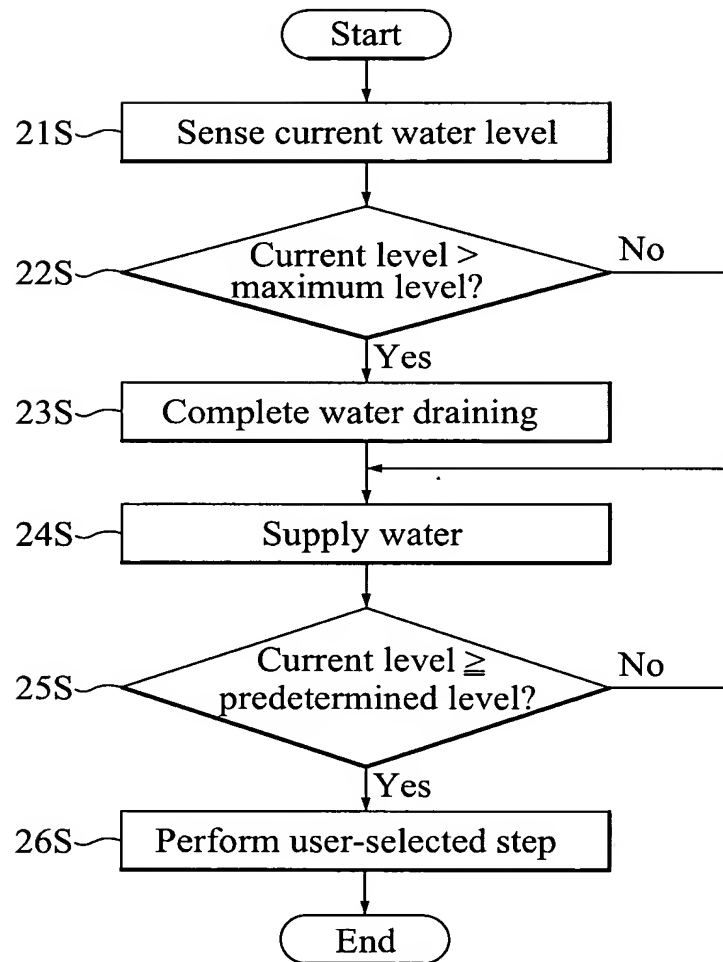 Start
21S
Sense current water level
22S
Current level >
maximum level?
No
Yes
23S
Complete water draining
24S
Supply water
25S
Current level ≧
predetermined level?
No
Yes
26S
Perform user-selected step
End